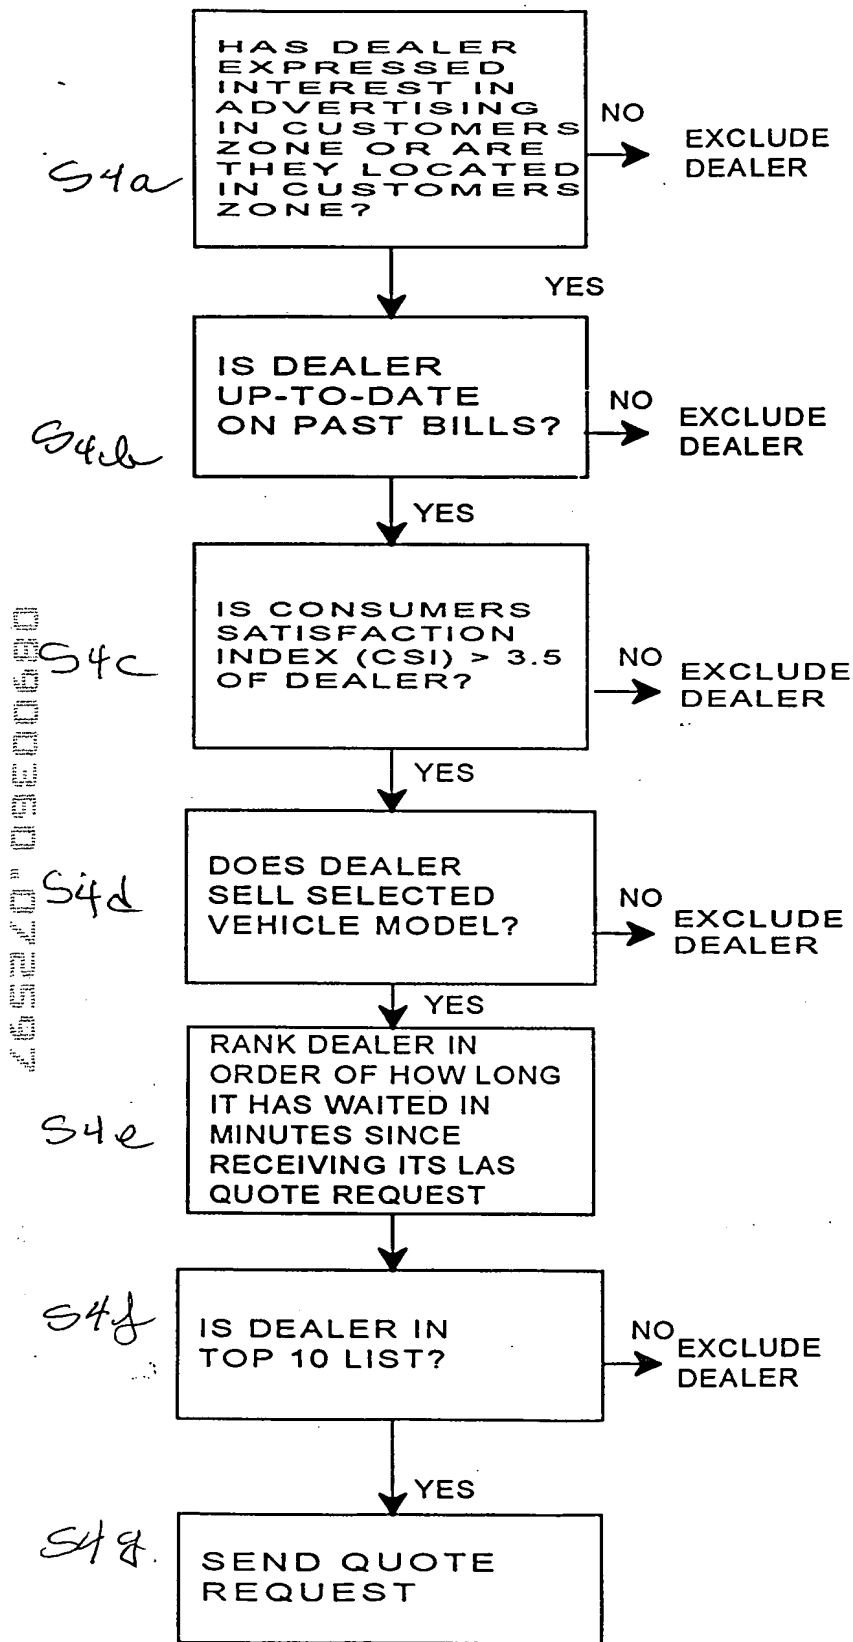 HAS DEALER
EXPRESSED
INTEREST IN
ADVERTISING
IN CUSTOMERS
ZONE OR ARE
THEY LOCATED
IN CUSTOMERS
ZONE?
NO
EXCLUDE
DEALER
S4a
YES
IS DEALER
UP-TO-DATE
ON PAST BILLS?
NO
EXCLUDE
DEALER
S4b
YES
IS CONSUMERS
SATISFACTION
INDEX (CSI) > 3.5
OF DEALER?
NO
EXCLUDE
DEALER
S4c
YES
DOES DEALER
SELL SELECTED
VEHICLE MODEL?
NO
EXCLUDE
DEALER
S4d
YES
RANK DEALER IN
ORDER OF HOW LONG
IT HAS WAITED IN
MINUTES SINCE
RECEIVING ITS LAS
QUOTE REQUEST
S4e
IS DEALER IN
TOP 10 LIST?
NO
EXCLUDE
DEALER
S4f
YES
SEND QUOTE
REQUEST
S4g.
08900360.072597